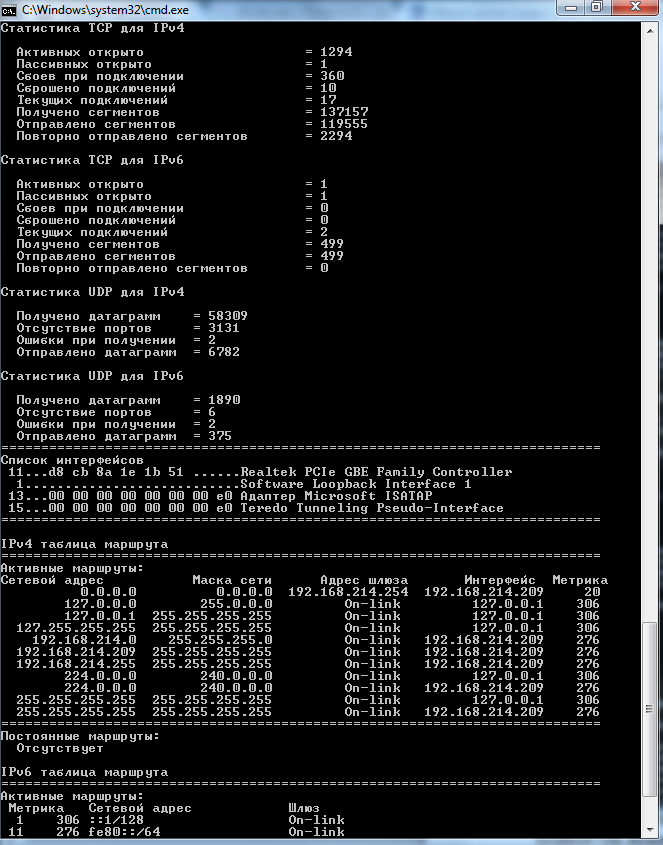 C:\Windows\system32\cmd.exe
Статистика TCP для IPv4
Активных открыто = 1294
Пассивных открыто = 1
Сбоев при подключении = 360
Сброшено подключений = 10
Текущих подключений = 17
Получено сегментов = 137157
Отправлено сегментов = 119555
Повторно отправлено сегментов = 2294
Статистика TCP для IPv6
Активных открыто = 1
Пассивных открыто = 1
Сбоев при подключении = 0
Сброшено подключений = 0
Текущих подключений = 2
Получено сегментов = 499
Отправлено сегментов = 499
Повторно отправлено сегментов = 0
Статистика UDP для IPv4
Получено датаграмм = 58309
Отсутствие портов = 3131
Ошибки при получении = 2
Отправлено датаграмм = 6782
Статистика UDP для IPv6
Получено датаграмм = 1890
Отсутствие портов = 6
Ошибки при получении = 2
Отправлено датаграмм = 375
===========================================================================
Список интерфейсов
11...d8 cb 8a 1e 1b 51 ......Realtek PCIe GBE Family Controller
1...........................Software Loopback Interface 1
13...00 00 00 00 00 00 00 e0 Адаптер Microsoft ISATAP
15...00 00 00 00 00 00 00 e0 Teredo Tunneling Pseudo-Interface
===========================================================================
IPv4 таблица маршрута
===========================================================================
Активные маршруты:
Сетевой адрес Маска сети Адрес шлюза Интерфейс Метрика
0.0.0.0 0.0.0.0 192.168.214.254 192.168.214.209 20
127.0.0.0 255.0.0.0 On-link 127.0.0.1 306
127.0.0.1 255.255.255.255 On-link 127.0.0.1 306
127.255.255.255 255.255.255.255 On-link 127.0.0.1 306
192.168.214.0 255.255.255.0 On-link 192.168.214.209 276
192.168.214.209 255.255.255.255 On-link 192.168.214.209 276
192.168.214.255 255.255.255.255 On-link 192.168.214.209 276
224.0.0.0 240.0.0.0 On-link 127.0.0.1 306
224.0.0.0 240.0.0.0 On-link 192.168.214.209 276
255.255.255.255 255.255.255.255 On-link 127.0.0.1 306
255.255.255.255 255.255.255.255 On-link 192.168.214.209 276
===========================================================================
Постоянные маршруты:
Отсутствует
IPv6 таблица маршрута
===========================================================================
Активные маршруты:
Метрика Сетевой адрес Шлюз
1 306 ::1/128 On-link
11 276 fe80::/64 On-link